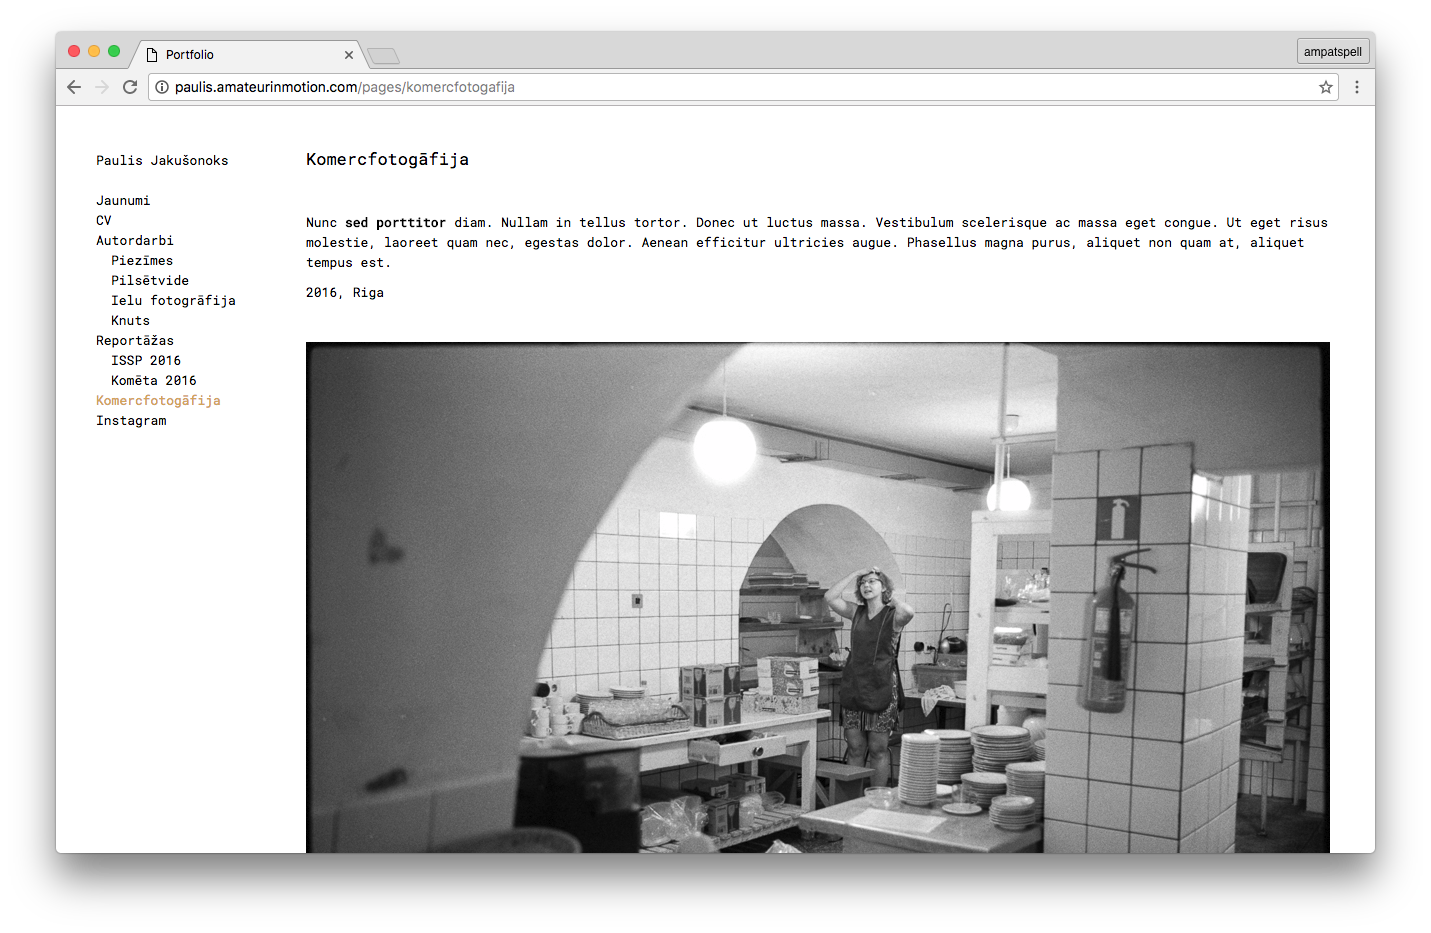 Portfolio
ampatspell
paulis.amateurinmotion.com/pages/komercfotogafija
Paulis Jakušonoks
Jaunumi
CV
Autordarbi
Piezīmes
Pilsētvide
Ielu fotogrāfija
Knuts
Reportāžas
ISSP 2016
Komēta 2016
Komercfotogāfija
Instagram
Komercfotogāfija
Nunc sed porttitor diam. Nullam in tellus tortor. Donec ut luctus massa. Vestibulum scelerisque ac massa eget congue. Ut eget risus
molestie, laoreet quam nec, egestas dolor. Aenean efficitur ultricies augue. Phasellus magna purus, aliquet non quam at, aliquet
tempus est.
2016, Riga